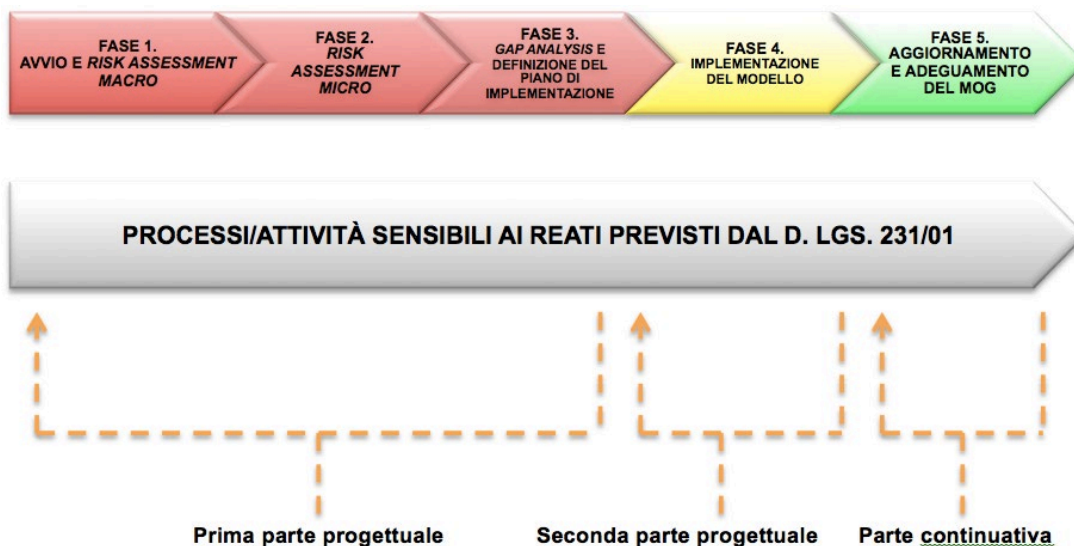 FASE 1.
AVVIO E RISK ASSESSMENT
MACRO
FASE 2.
RISK
ASSESSMENT
MICRO
FASE 3.
GAP ANALYSIS E
DEFINIZIONE DEL
PIANO DI
IMPLEMENTAZIONE
FASE 4.
IMPLEMENTAZIONE
DEL MODELLO
FASE 5.
AGGIORNAMENTO
E ADEGUAMENTO
DEL MOG
PROCESSI/ATTIVITÀ SENSIBILI AI REATI PREVISTI DAL D. LGS. 231/01
Prima parte progettuale
Seconda parte progettuale
Parte continuativa